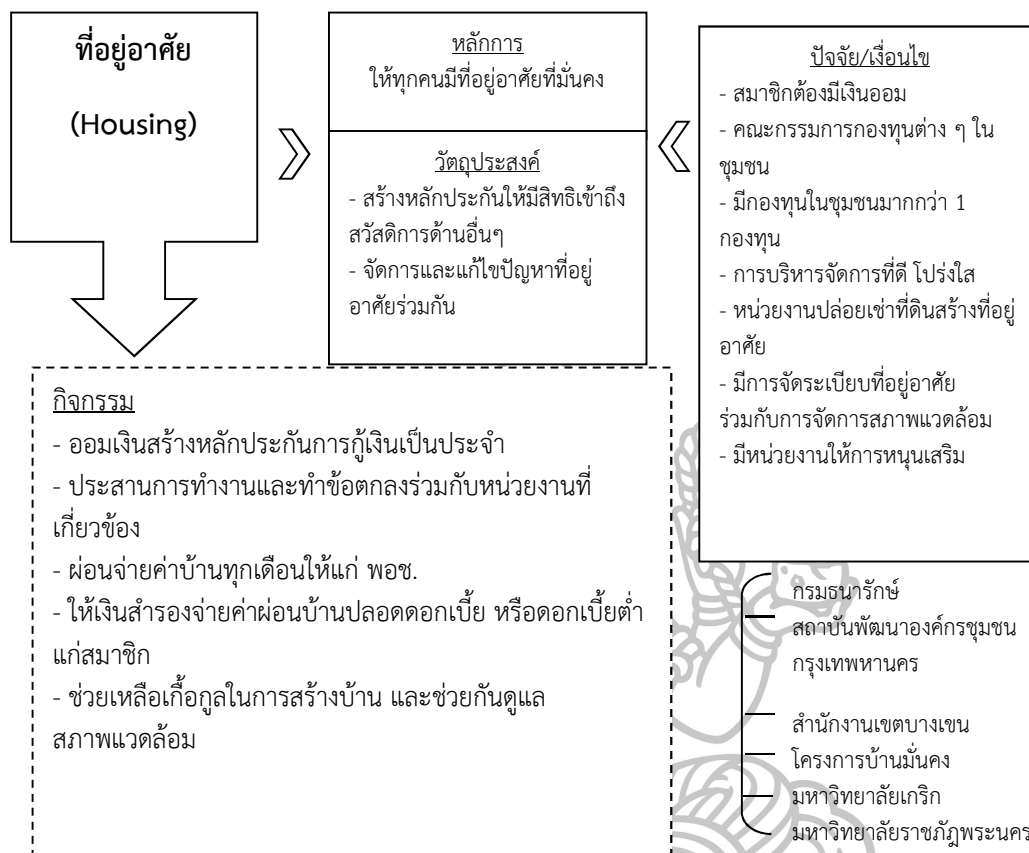 ที่อยู่อาศัย
(Housing)
หลักการ
ให้ทุกคนมีที่อยู่อาศัยที่มั่นคง
วัตถุประสงค์
- สร้างหลักประกันให้มีสิทธิเข้าถึง
สวัสดิการด้านอื่นๆ
- จัดการและแก้ไขปัญหาที่อยู่
อาศัยร่วมกัน
ปัจจัย/เงื่อนไข
- สมาชิกต้องมีเงินออม
- คณะกรรมการกองทุนต่าง ๆ ใน
ชุมชน
- มีกองทุนในชุมชนมากกว่า 1
กองทุน
- การบริหารจัดการที่ดี โปร่งใส
- หน่วยงานปล่อยเช่าที่ดินสร้างที่อยู่
อาศัย
- มีการจัดระเบียบที่อยู่อาศัย
ร่วมกับการจัดการสภาพแวดล้อม
- มีหน่วยงานให้การหนุนเสริม
กิจกรรม
- ออมเงินสร้างหลักประกันการกู้เงินเป็นประจำ
- ประสานการทำงานและทำข้อตกลงร่วมกับหน่วยงานที่
เกี่ยวข้อง
- ผ่อนจ่ายค่าบ้านทุกเดือนให้แก่ พอช.
- ให้เงินสำรองจ่ายค่าผ่อนบ้านปลอดดอกเบี้ย หรือดอกเบี้ยต่ำ
แก่สมาชิก
- ช่วยเหลือเกื้อกูลในการสร้างบ้าน และช่วยกันดูแล
สภาพแวดล้อม
กรมธนารักษ์
สถาบันพัฒนาองค์กรชุมชน
กรุงเทพหานคร
สำนักงานเขตบางเขน
โครงการบ้านมั่นคง
มหาวิทยาลัยเกริก
มหาวิทยาลัยราชภัฏพระนคร